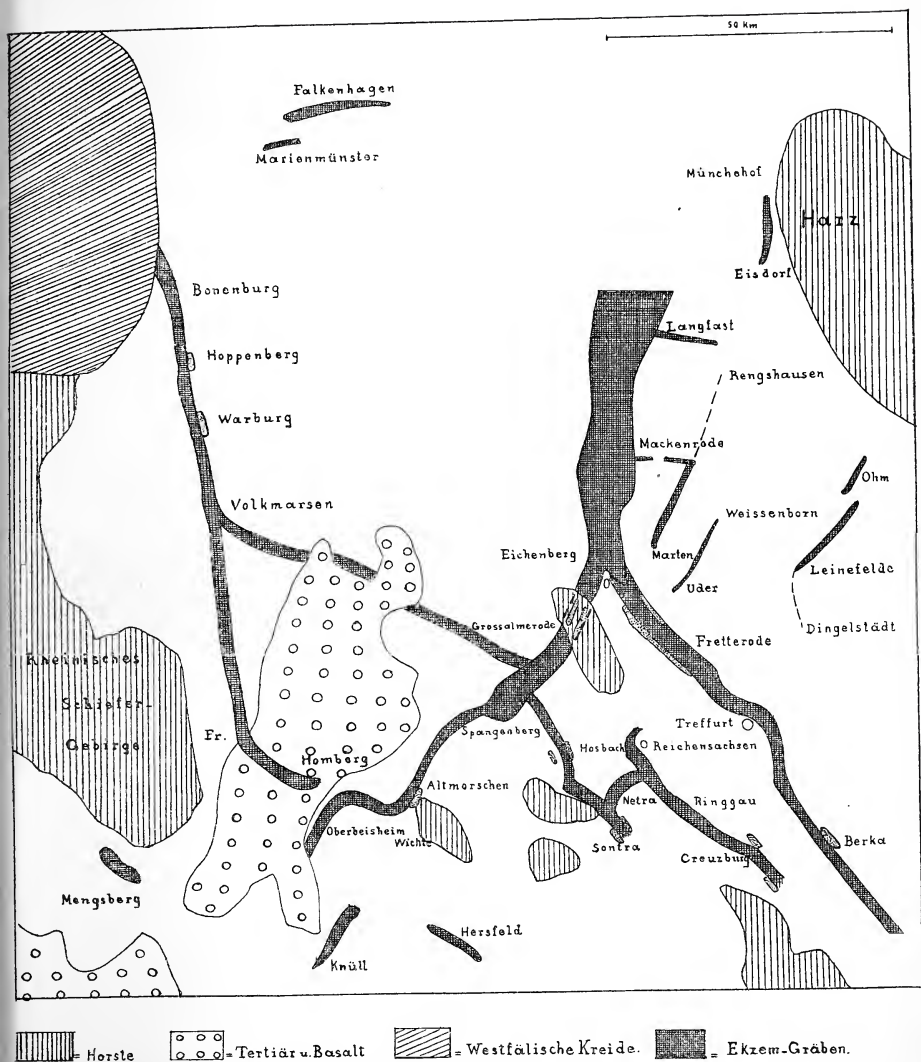 50 Km
Falkenhagen
Marienmünster
Münchehof
Harz
Eisdorf
Bonenburg
Langfast
Hoppenberg
Rengshausen
Warburg
Mackenrode
Ohm
Volkmarsen
Weissenborn
Eichenberg
Marten
Leinefelde
Uder
Grossalmerode
Dingelstädt
Fretterode
Rheinisches
Schiefer-
Gebirge
Treffurt
Spangenberg
Hosbach
Reichensachsen
Fr.
Homberg
Altmorschen
Netra
Ringgau
Oberbeisheim
Wichte
Sontra
Creuzburg
Berka
Mengsberg
Hersfeld
Knüll
= Horste
= Tertiär u. Basalt
= Westfälische Kreide.
= Ekzem-Gräben.